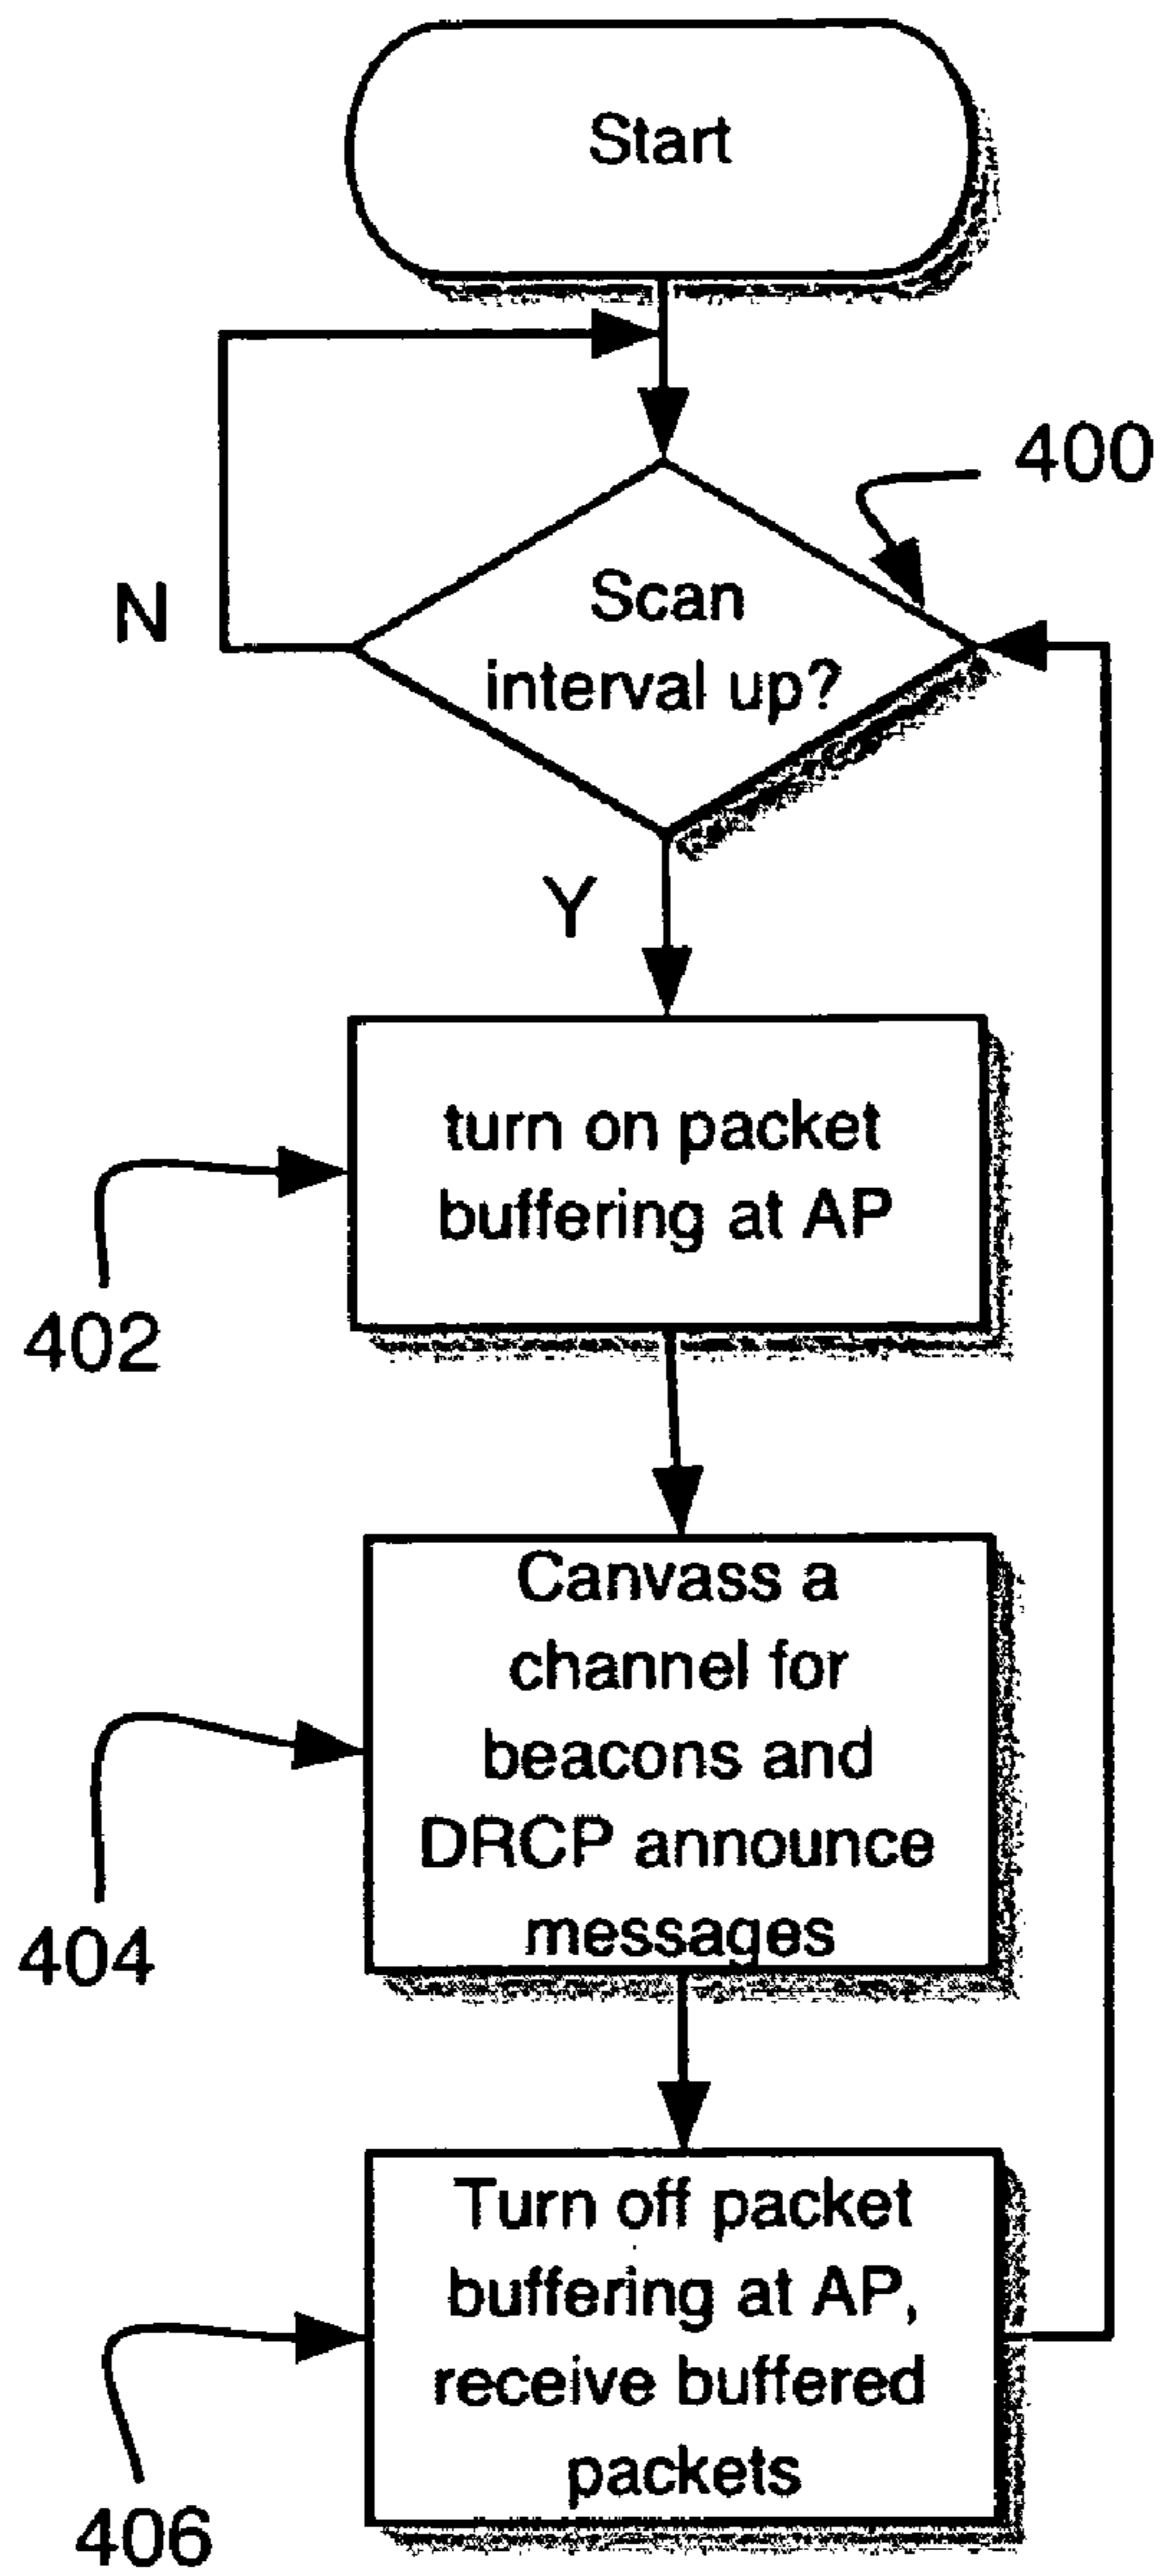 Start
400
Scan
interval up?
N
Y
turn on packet
buffering at AP
402
Canvass a
channel for
beacons and
DRCP announce
messages
404
Turn off packet
buffering at AP,
receive buffered
packets
406